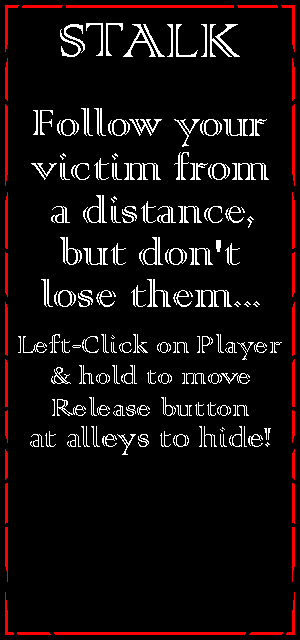 STALK
Follow your
victim from
a distance,
but don't
lose them...
Left-Click on Player
& hold to move
Release button
at alleys to hide!